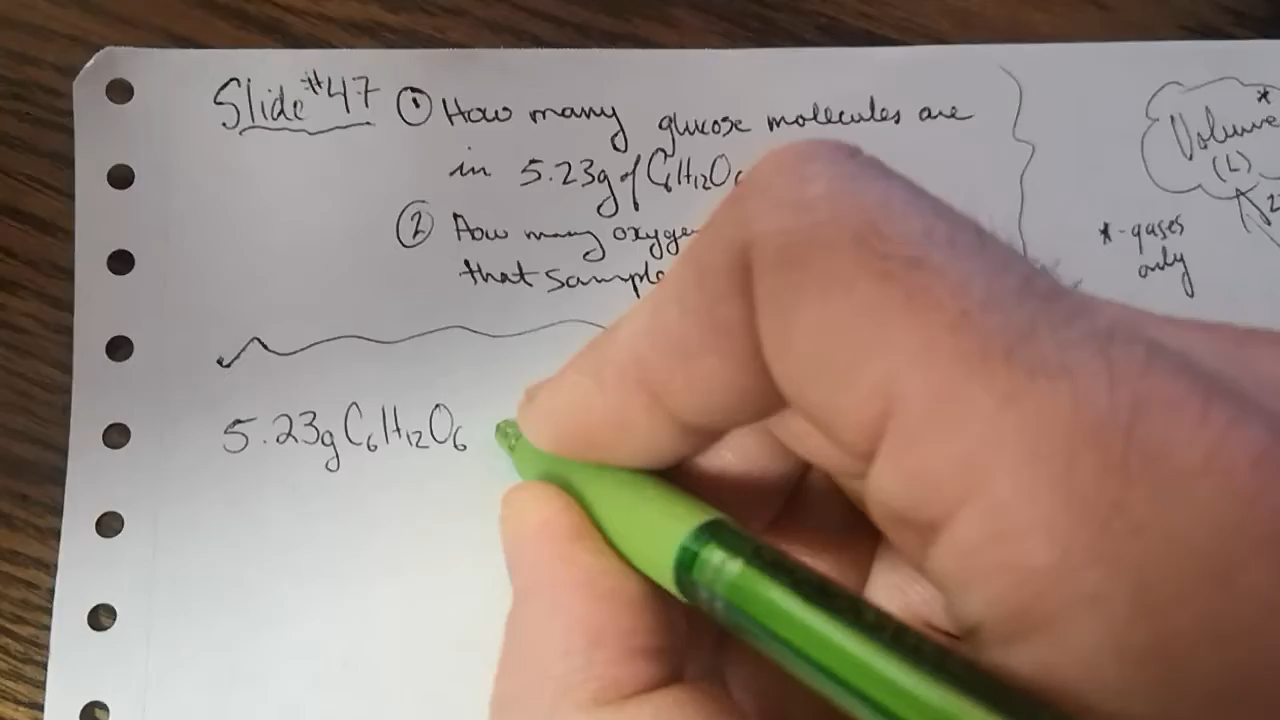 Slide #47 ① How many glucose molecules are
in 5.23g of C6H12O6
② How many
that sample
5.23g C6H12O6
Volume*
(L)
*-gases
only